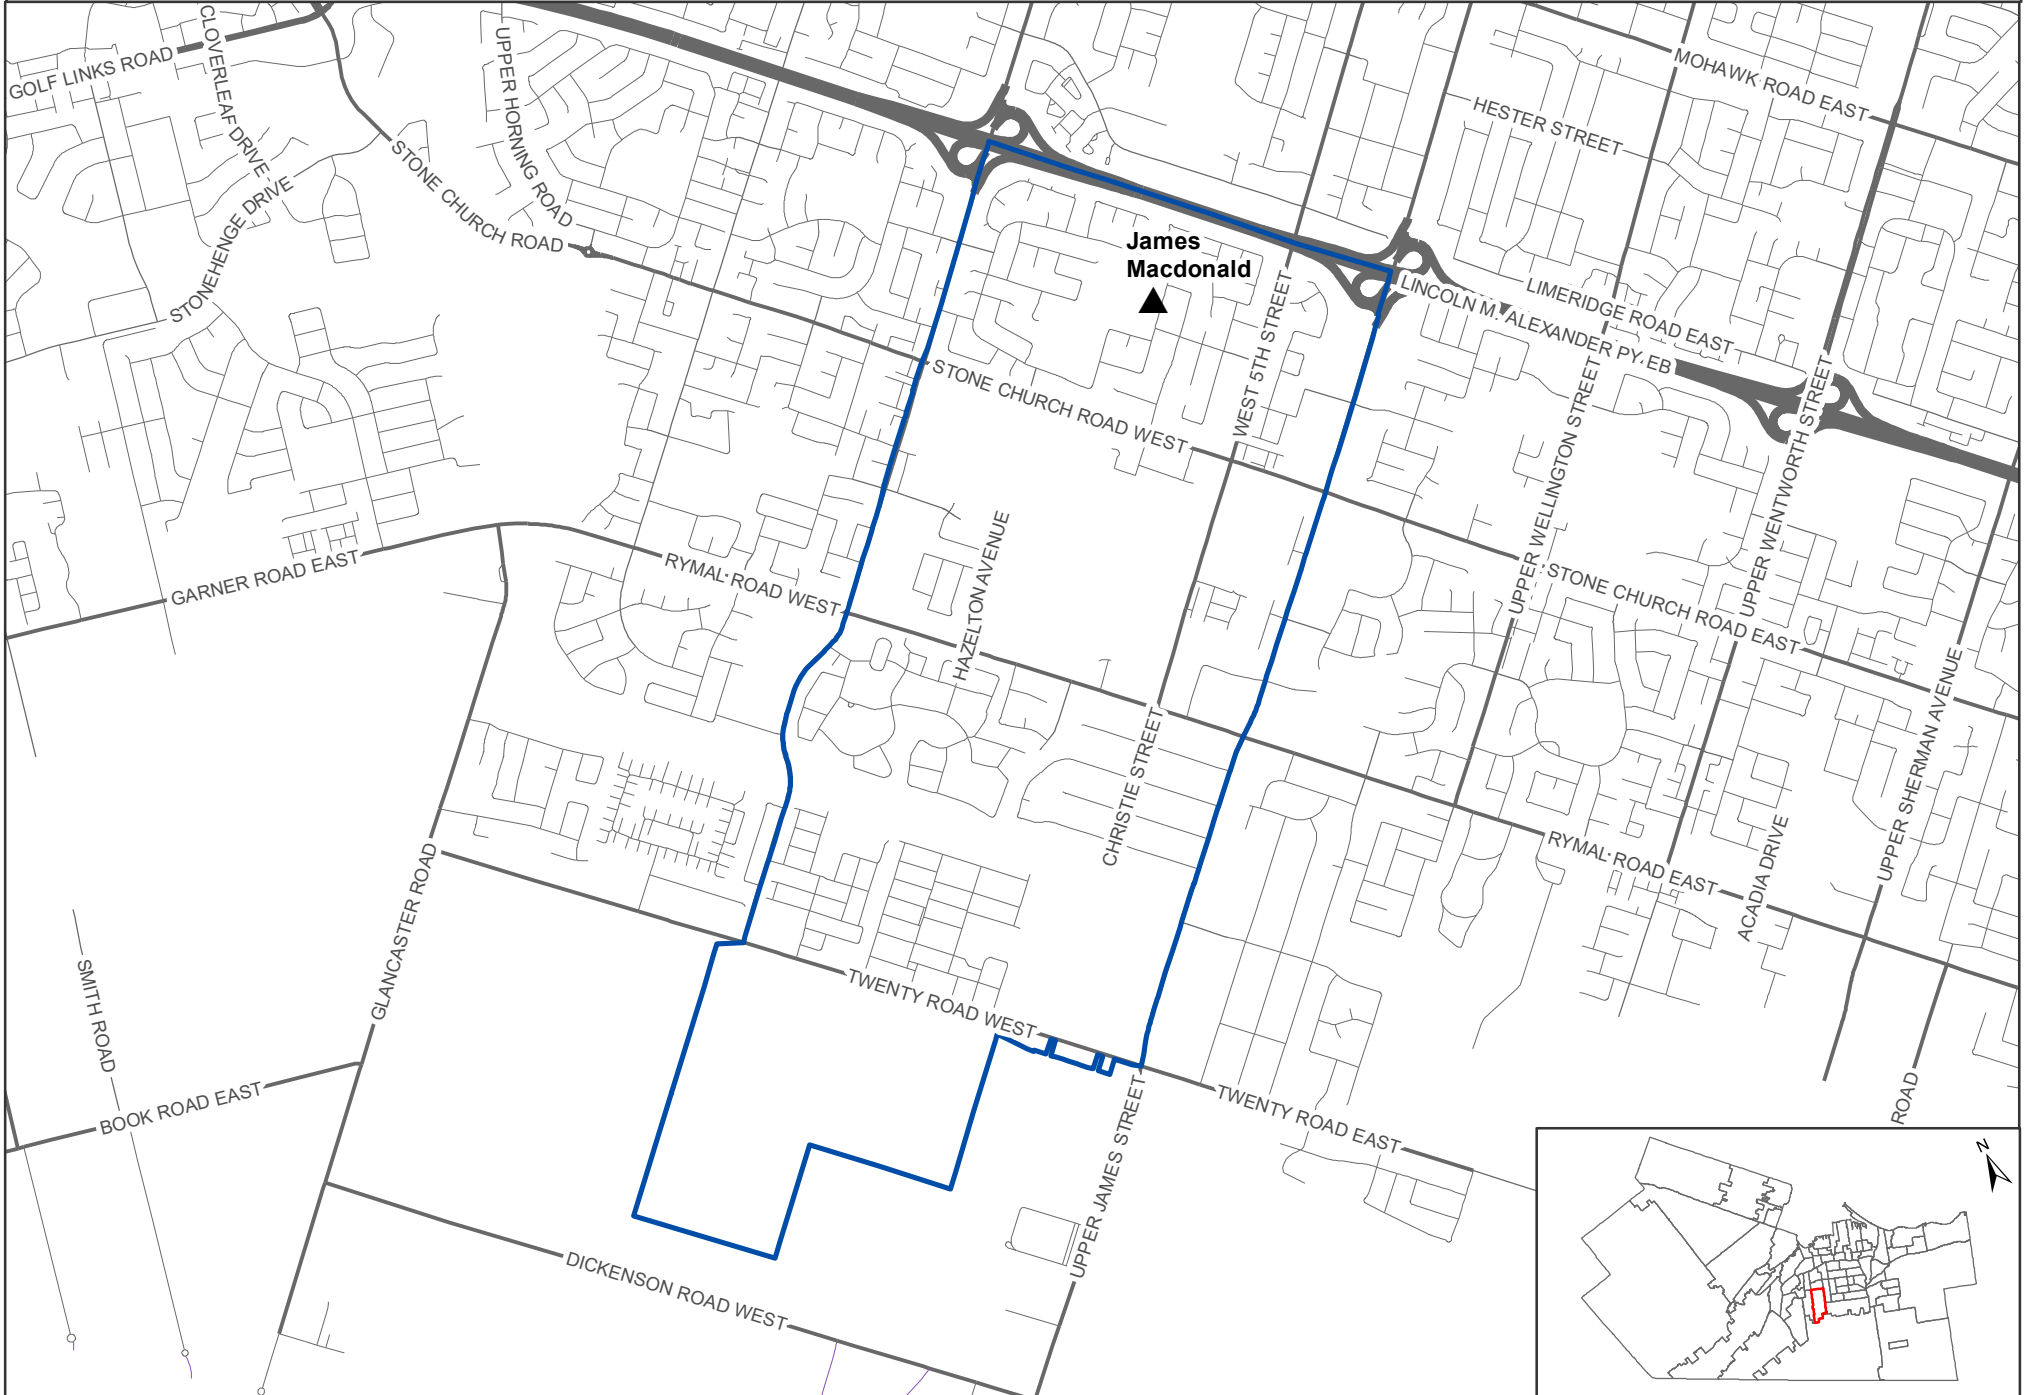 GOLF LINKS ROAD
CLOVERLEAF DRIVE
UPPER HORNING ROAD
MOHAWK ROAD EAST
HESTER STREET
STONE CHURCH ROAD
STONEHENGE DRIVE
James
Macdonald
WEST 5TH STREET
LIMERIDGE ROAD EAST
LINCOLN M. ALEXANDER PY EB
STONE CHURCH ROAD WEST
UPPER WELLINGTON STREET
UPPER WENTWORTH STREET
GARNER ROAD EAST
RYMAL ROAD WEST
HAZELTON AVENUE
STONE CHURCH ROAD EAST
UPPER SHERMAN AVENUE
CHRISTIE STREET
RYMAL ROAD EAST
ACADIA DRIVE
GLANCASTER ROAD
SMITH ROAD
TWENTY ROAD WEST
BOOK ROAD EAST
TWENTY ROAD EAST
ROAD
UPPER JAMES STREET
DICKENSON ROAD WEST
N